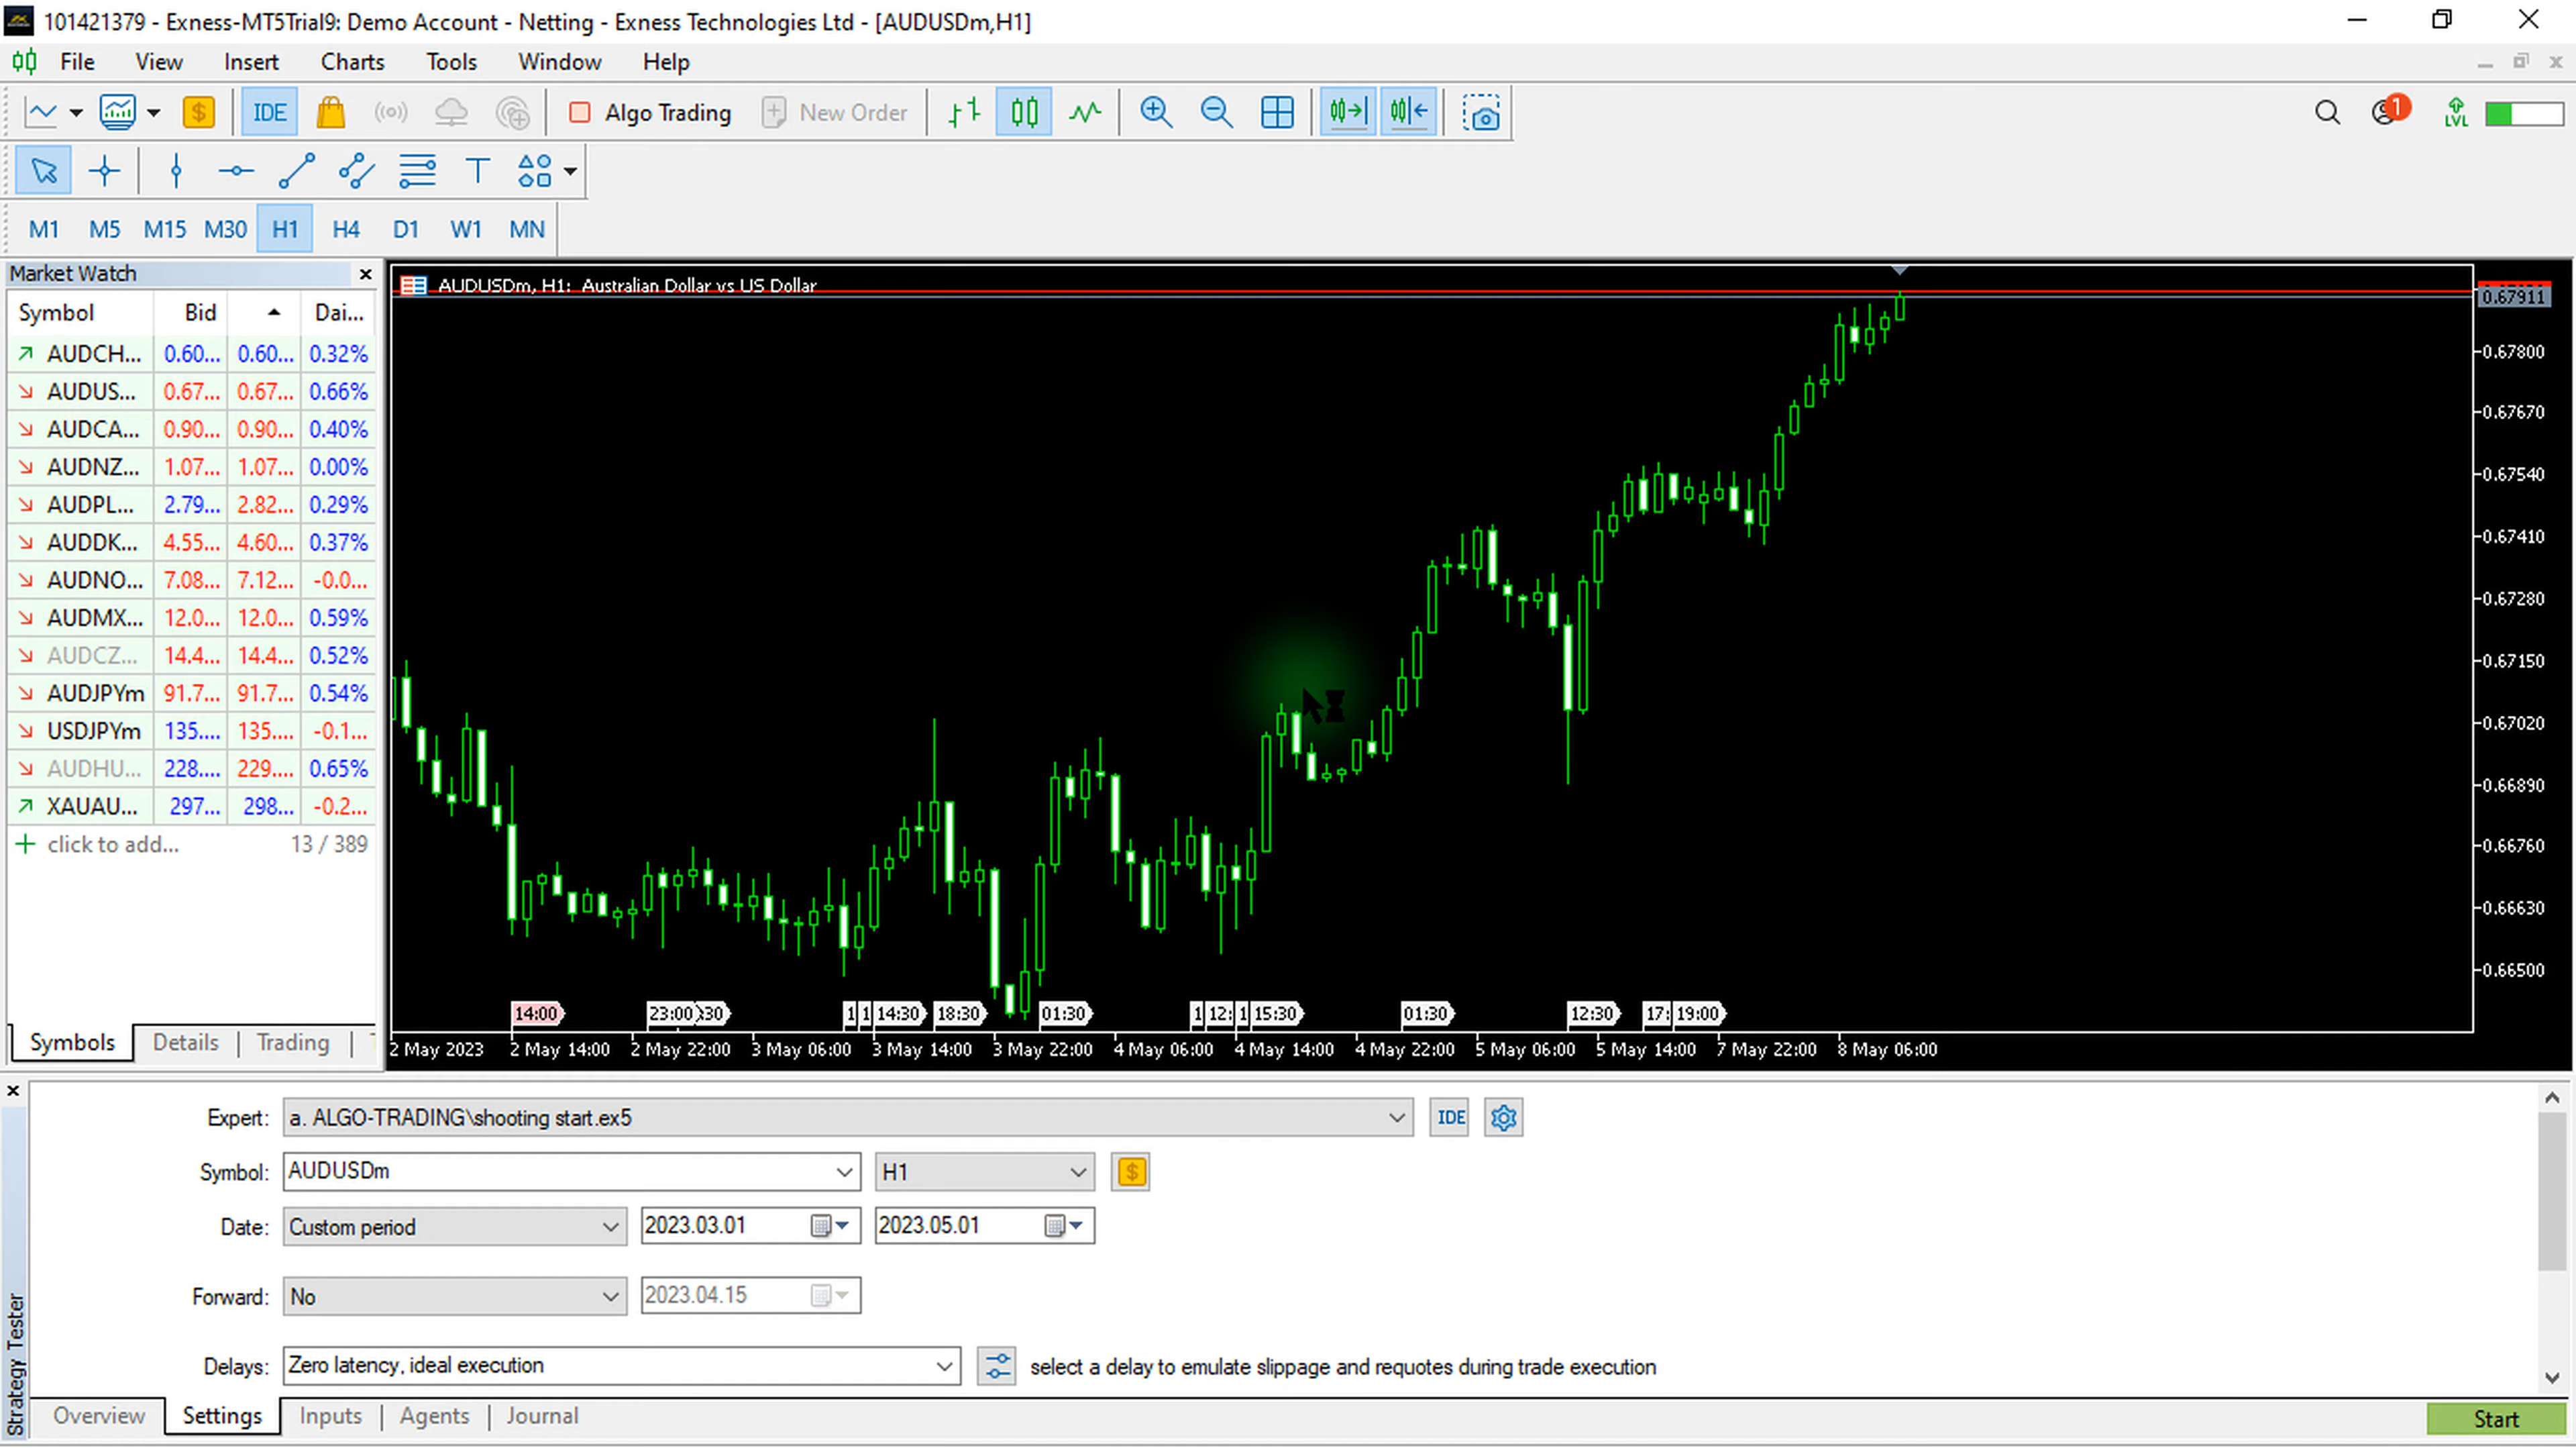 101421379 - Exness-MT5Trial9: Demo Account - Netting - Exness Technologies Ltd - [AUDUSDm,H1]
File View Insert Charts Tools Window Help
IDE Algo Trading New Order 1 LVL
M1 M5 M15 M30 H1 H4 D1 W1 MN
Market Watch
Symbol Bid Dai...
AUDCH... 0.60... 0.60... 0.32%
AUDUS... 0.67... 0.67... 0.66%
AUDCA... 0.90... 0.90... 0.40%
AUDNZ... 1.07... 1.07... 0.00%
AUDPL... 2.79... 2.82... 0.29%
AUDDK... 4.55... 4.60... 0.37%
AUDNO... 7.08... 7.12... -0.0...
AUDMX... 12.0... 12.0... 0.59%
AUDCZ... 14.4... 14.4... 0.52%
AUDJPYm 91.7... 91.7... 0.54%
USDJPYm 135.... 135.... -0.1...
AUDHU... 228.... 229.... 0.65%
XAUAU... 297... 298... -0.2...
click to add... 13 / 389
Symbols Details Trading
AUDUSDm, H1: Australian Dollar vs US Dollar
0.67911
0.67800
0.67670
0.67540
0.67410
0.67280
0.67150
0.67020
0.66890
0.66760
0.66630
0.66500
14:00 23:00 30 1 1 14:30 18:30 01:30 1 12: 1 15:30 01:30 12:30 17: 19:00
2 May 2023 2 May 14:00 2 May 22:00 3 May 06:00 3 May 14:00 3 May 22:00 4 May 06:00 4 May 14:00 4 May 22:00 5 May 06:00 5 May 14:00 7 May 22:00 8 May 06:00
Strategy Tester
Expert: a. ALGO-TRADING\shooting start.ex5 IDE
Symbol: AUDUSDm H1 $
Date: Custom period 2023.03.01 2023.05.01
Forward: No 2023.04.15
Delays: Zero latency, ideal execution select a delay to emulate slippage and requotes during trade execution
Overview Settings Inputs Agents Journal Start